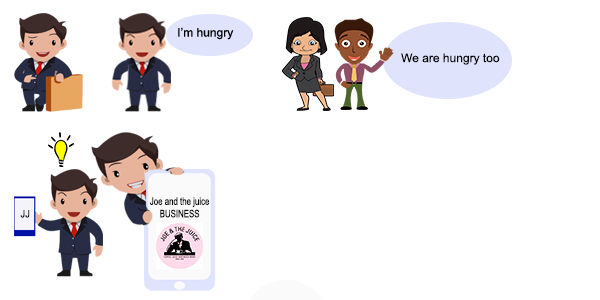 I'm hungry
We are hungry too
JJ
Joe and the juice
BUSINESS
JOE & THE JUICE